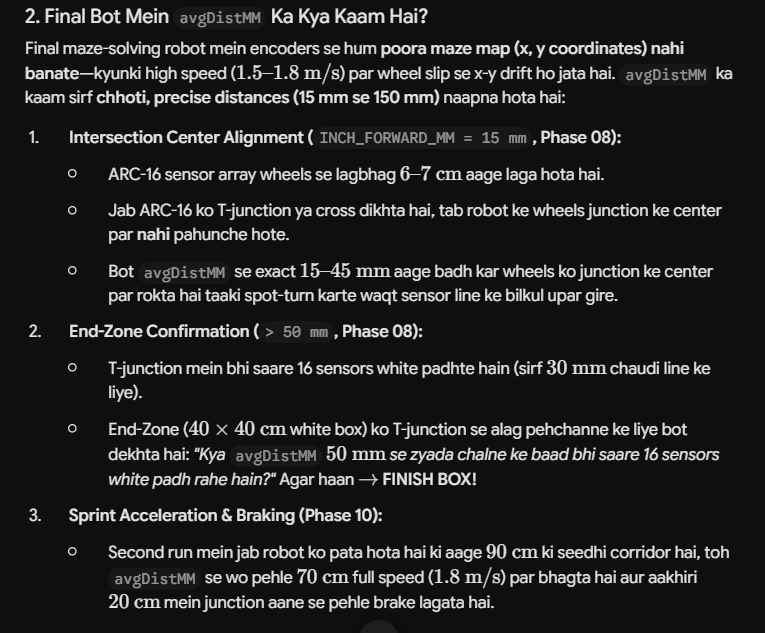 2. Final Bot Mein avgDistMM Ka Kya Kaam Hai?
Final maze-solving robot mein encoders se hum poora maze map (x, y coordinates) nahi
banate—kyunki high speed (1.5–1.8 m/s) par wheel slip se x-y drift ho jata hai. avgDistMM ka
kaam sirf chhoti, precise distances (15 mm se 150 mm) naapna hota hai:
1. Intersection Center Alignment ( INCH_FORWARD_MM = 15 mm , Phase 08):
○ ARC-16 sensor array wheels se lagbhag 6–7 cm aage laga hota hai.
○ Jab ARC-16 ko T-junction ya cross dikhta hai, tab robot ke wheels junction ke center
par nahi pahunche hote.
○ Bot avgDistMM se exact 15–45 mm aage badh kar wheels ko junction ke center
par rokta hai taaki spot-turn karte waqt sensor line ke bilkul upar gire.
2. End-Zone Confirmation ( > 50 mm , Phase 08):
○ T-junction mein bhi saare 16 sensors white padhte hain (sirf 30 mm chaudi line ke
liye).
○ End-Zone (40 × 40 cm white box) ko T-junction se alag pehchanne ke liye bot
dekhta hai: "Kya avgDistMM 50 mm se zyada chalne ke baad bhi saare 16 sensors
white padh rahe hain?" Agar haan → FINISH BOX!
3. Sprint Acceleration & Braking (Phase 10):
○ Second run mein jab robot ko pata hota hai ki aage 90 cm ki seedhi corridor hai, toh
avgDistMM se wo pehle 70 cm full speed (1.8 m/s) par bhagta hai aur aakhiri
20 cm mein junction aane se pehle brake lagata hai.